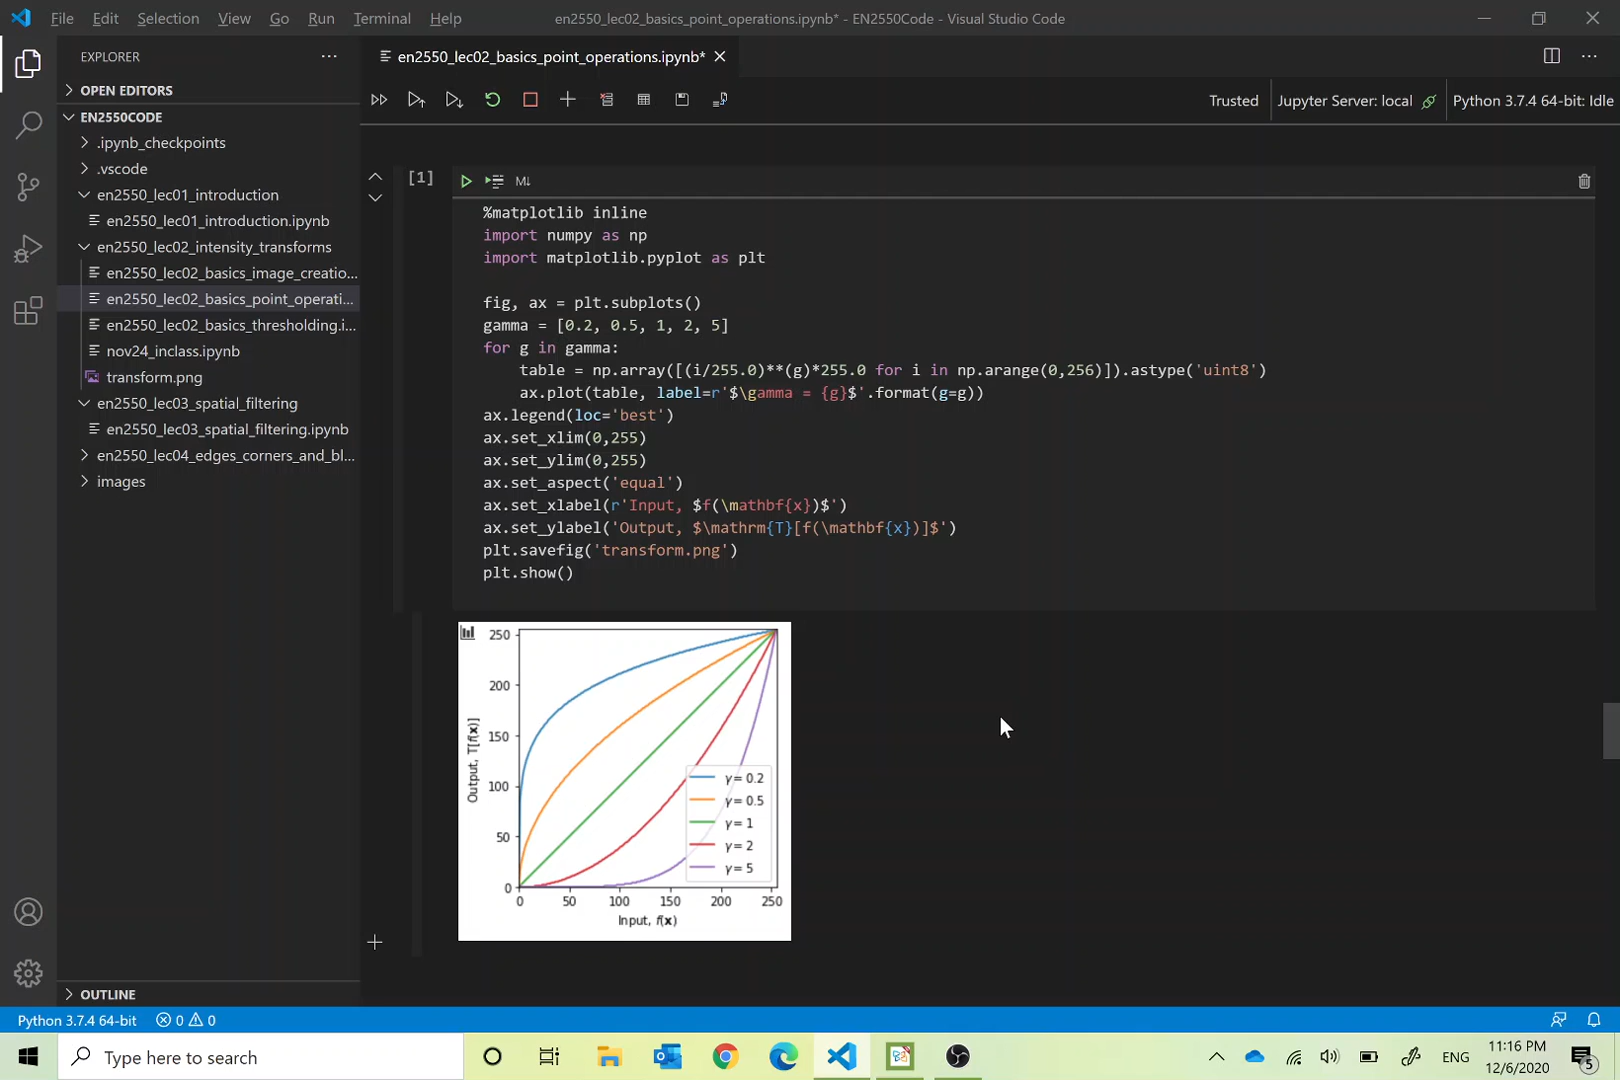 File Edit Selection View Go Run Terminal Help en2550_lec02_basics_point_operations.ipynb* - EN2550Code - Visual Studio Code
EXPLORER
OPEN EDITORS
EN2550CODE
.ipynb_checkpoints
.vscode
en2550_lec01_introduction
en2550_lec01_introduction.ipynb
en2550_lec02_intensity_transforms
en2550_lec02_basics_image_creatio...
en2550_lec02_basics_point_operati...
en2550_lec02_basics_thresholding.i...
nov24_inclass.ipynb
transform.png
en2550_lec03_spatial_filtering
en2550_lec03_spatial_filtering.ipynb
en2550_lec04_edges_corners_and_bl...
images
OUTLINE
en2550_lec02_basics_point_operations.ipynb*
Trusted Jupyter Server: local Python 3.7.4 64-bit: Idle
[1]
M↓
%matplotlib inline
import numpy as np
import matplotlib.pyplot as plt
fig, ax = plt.subplots()
gamma = [0.2, 0.5, 1, 2, 5]
for g in gamma:
table = np.array([(i/255.0)**(g)*255.0 for i in np.arange(0,256)]).astype('uint8')
ax.plot(table, label=r'$\gamma = {g}$'.format(g=g))
ax.legend(loc='best')
ax.set_xlim(0,255)
ax.set_ylim(0,255)
ax.set_aspect('equal')
ax.set_xlabel(r'Input, $f(\mathbf{x})$')
ax.set_ylabel('Output, $\mathrm{T}[f(\mathbf{x})]$')
plt.savefig('transform.png')
plt.show()
250
200
150
100
50
0
Output, T[f(x)]
γ = 0.2
γ = 0.5
γ = 1
γ = 2
γ = 5
0 50 100 150 200 250
Input, f(x)
Python 3.7.4 64-bit 0 0
Type here to search
ENG
11:16 PM
12/6/2020
5